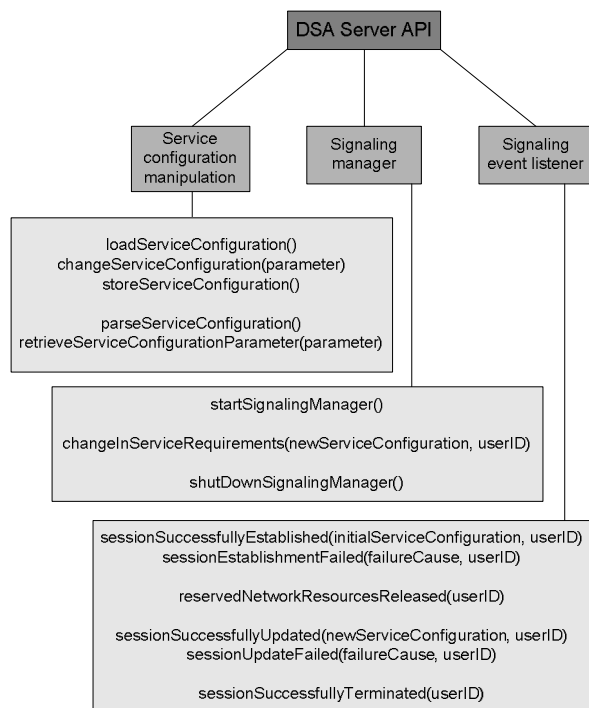 DSA Server API
Service
configuration
manipulation
Signaling
manager
Signaling
event listener
loadServiceConfiguration()
changeServiceConfiguration(parameter)
storeServiceConfiguration()
parseServiceConfiguration()
retrieveServiceConfigurationParameter(parameter)
startSignalingManager()
changeInServiceRequirements(newServiceConfiguration, userID)
shutDownSignalingManager()
sessionSuccessfullyEstablished(initialServiceConfiguration, userID)
sessionEstablishmentFailed(failureCause, userID)
reservedNetworkResourcesReleased(userID)
sessionSuccessfullyUpdated(newServiceConfiguration, userID)
sessionUpdateFailed(failureCause, userID)
sessionSuccessfullyTerminated(userID)